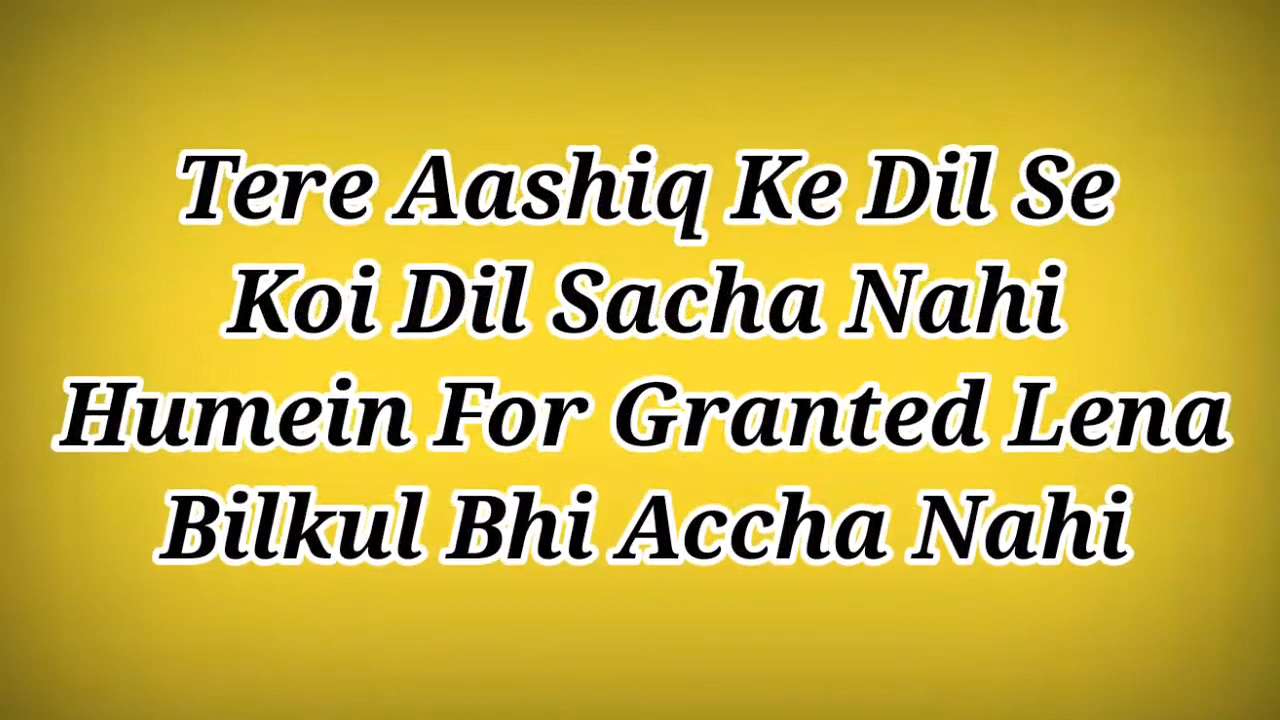 Tere Aashiq Ke Dil Se
Koi Dil Sacha Nahi
Humein For Granted Lena
Bilkul Bhi Accha Nahi